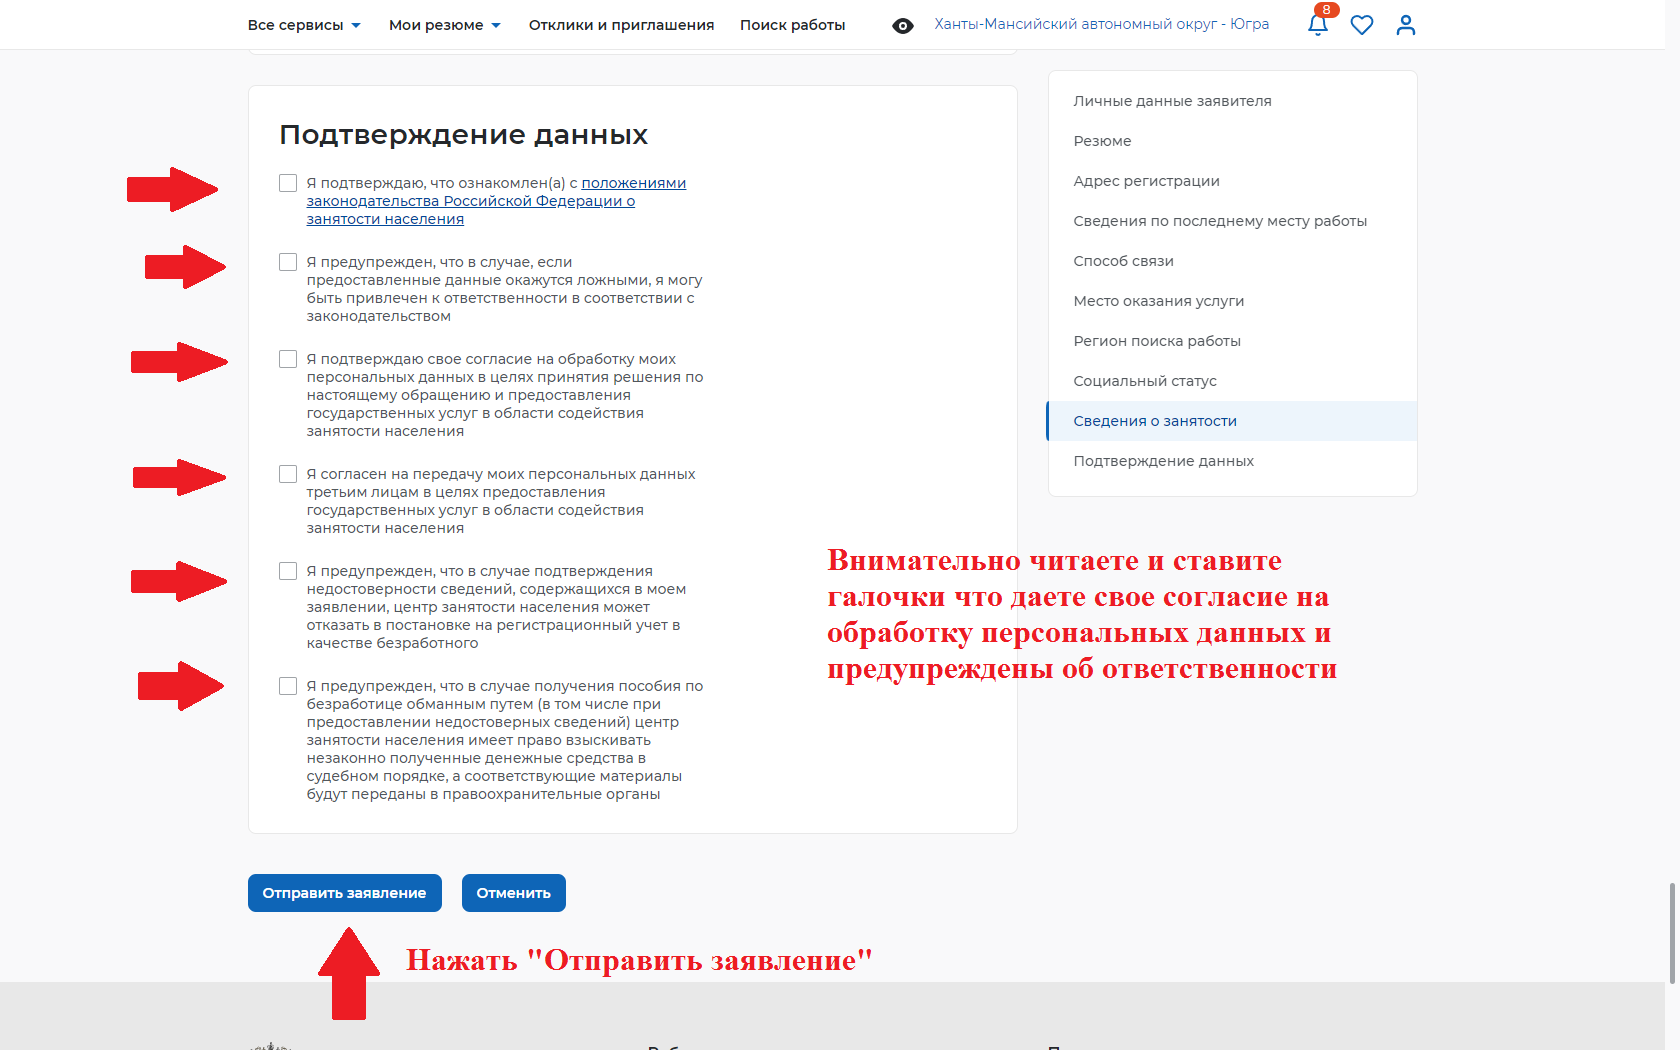 Все сервисы Мои резюме Отклики и приглашения Поиск работы Ханты-Мансийский автономный округ - Югра 8
Подтверждение данных
Я подтверждаю, что ознакомлен(а) с положениями
законодательства Российской Федерации о
занятости населения
Я предупрежден, что в случае, если
предоставленные данные окажутся ложными, я могу
быть привлечен к ответственности в соответствии с
законодательством
Я подтверждаю свое согласие на обработку моих
персональных данных в целях принятия решения по
настоящему обращению и предоставления
государственных услуг в области содействия
занятости населения
Я согласен на передачу моих персональных данных
третьим лицам в целях предоставления
государственных услуг в области содействия
занятости населения
Я предупрежден, что в случае подтверждения
недостоверности сведений, содержащихся в моем
заявлении, центр занятости населения может
отказать в постановке на регистрационный учет в
качестве безработного
Я предупрежден, что в случае получения пособия по
безработице обманным путем (в том числе при
предоставлении недостоверных сведений) центр
занятости населения имеет право взыскивать
незаконно полученные денежные средства в
судебном порядке, а соответствующие материалы
будут переданы в правоохранительные органы
Личные данные заявителя
Резюме
Адрес регистрации
Сведения по последнему месту работы
Способ связи
Место оказания услуги
Регион поиска работы
Социальный статус
Сведения о занятости
Подтверждение данных
Внимательно читаете и ставите
галочки что даете свое согласие на
обработку персональных данных и
предупреждены об ответственности
Отправить заявление Отменить
Нажать "Отправить заявление"